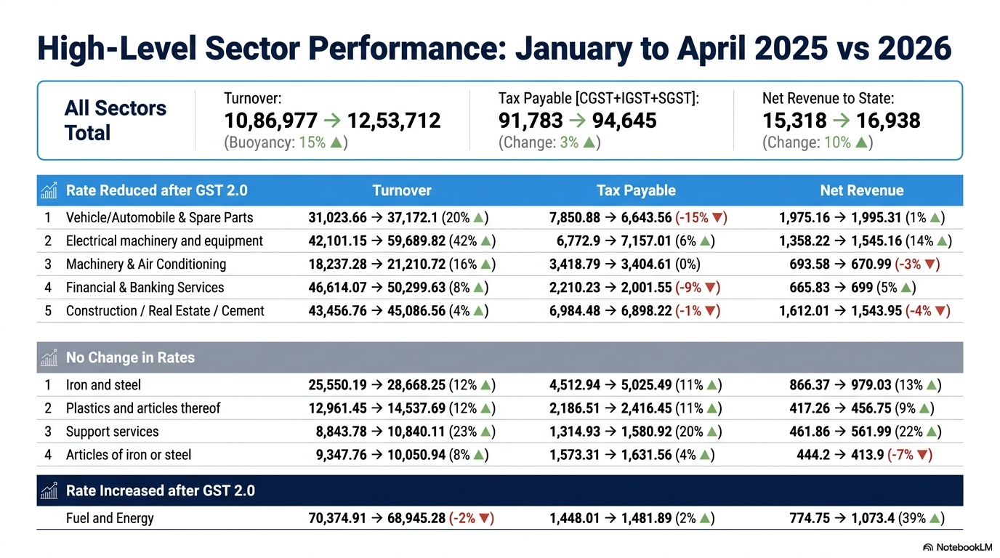 High-Level Sector Performance: January to April 2025 vs 2026
All Sectors Total
Turnover:
10,86,977 → 12,53,712
(Buoyancy: 15% ▲)
Tax Payable [CGST+IGST+SGST]:
91,783 → 94,645
(Change: 3% ▲)
Net Revenue to State:
15,318 → 16,938
(Change: 10% ▲)
Rate Reduced after GST 2.0 Turnover Tax Payable Net Revenue
1 Vehicle/Automobile & Spare Parts 31,023.66 → 37,172.1 (20% ▲) 7,850.88 → 6,643.56 (-15% ▼) 1,975.16 → 1,995.31 (1% ▲)
2 Electrical machinery and equipment 42,101.15 → 59,689.82 (42% ▲) 6,772.9 → 7,157.01 (6% ▲) 1,358.22 → 1,545.16 (14% ▲)
3 Machinery & Air Conditioning 18,237.28 → 21,210.72 (16% ▲) 3,418.79 → 3,404.61 (0%) 693.58 → 670.99 (-3% ▼)
4 Financial & Banking Services 46,614.07 → 50,299.63 (8% ▲) 2,210.23 → 2,001.55 (-9% ▼) 665.83 → 699 (5% ▲)
5 Construction / Real Estate / Cement 43,456.76 → 45,086.56 (4% ▲) 6,984.48 → 6,898.22 (-1% ▼) 1,612.01 → 1,543.95 (-4% ▼)
No Change in Rates
1 Iron and steel 25,550.19 → 28,668.25 (12% ▲) 4,512.94 → 5,025.49 (11% ▲) 866.37 → 979.03 (13% ▲)
2 Plastics and articles thereof 12,961.45 → 14,537.69 (12% ▲) 2,186.51 → 2,416.45 (11% ▲) 417.26 → 456.75 (9% ▲)
3 Support services 8,843.78 → 10,840.11 (23% ▲) 1,314.93 → 1,580.92 (20% ▲) 461.86 → 561.99 (22% ▲)
4 Articles of iron or steel 9,347.76 → 10,050.94 (8% ▲) 1,573.31 → 1,631.56 (4% ▲) 444.2 → 413.9 (-7% ▼)
Rate Increased after GST 2.0
Fuel and Energy 70,374.91 → 68,945.28 (-2% ▼) 1,448.01 → 1,481.89 (2% ▲) 774.75 → 1,073.4 (39% ▲)
NotebookLM